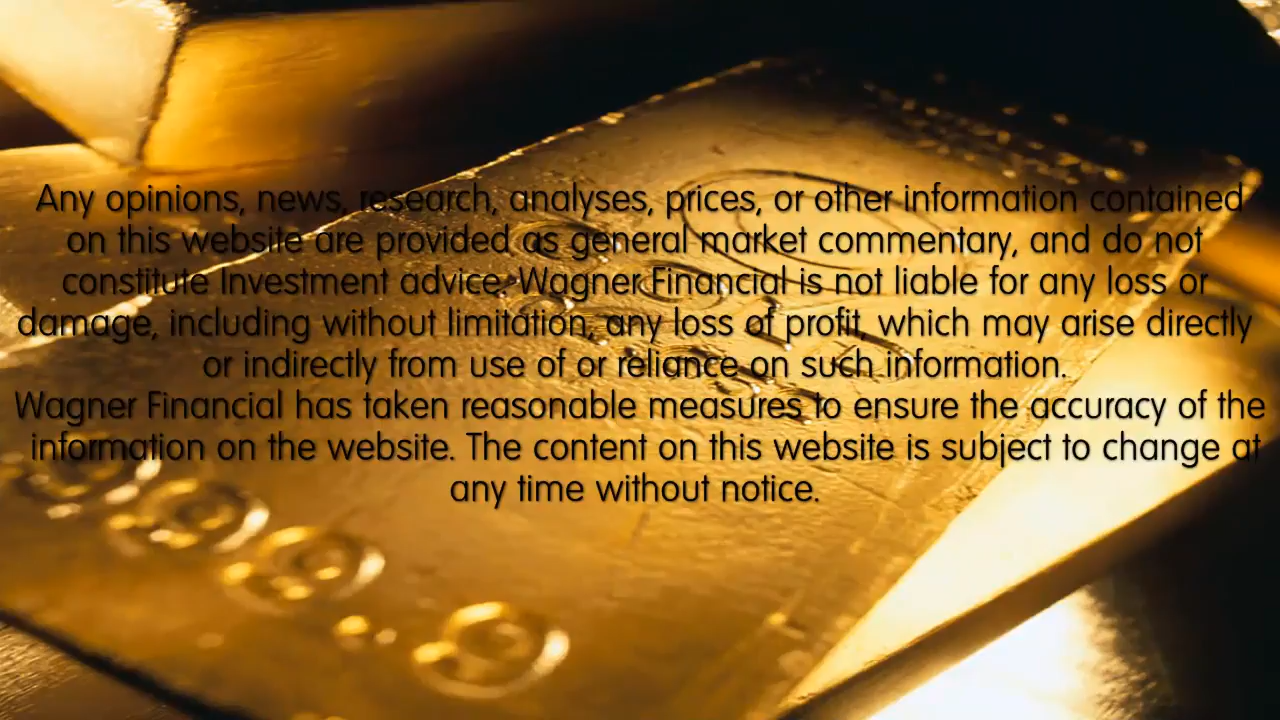 Any opinions, news, research, analyses, prices, or other information contained
on this website are provided as general market commentary, and do not
constitute Investment advice. Wagner Financial is not liable for any loss or
damage, including without limitation, any loss of profit, which may arise directly
or indirectly from use of or reliance on such information.
Wagner Financial has taken reasonable measures to ensure the accuracy of the
information on the website. The content on this website is subject to change at
any time without notice.
999.9